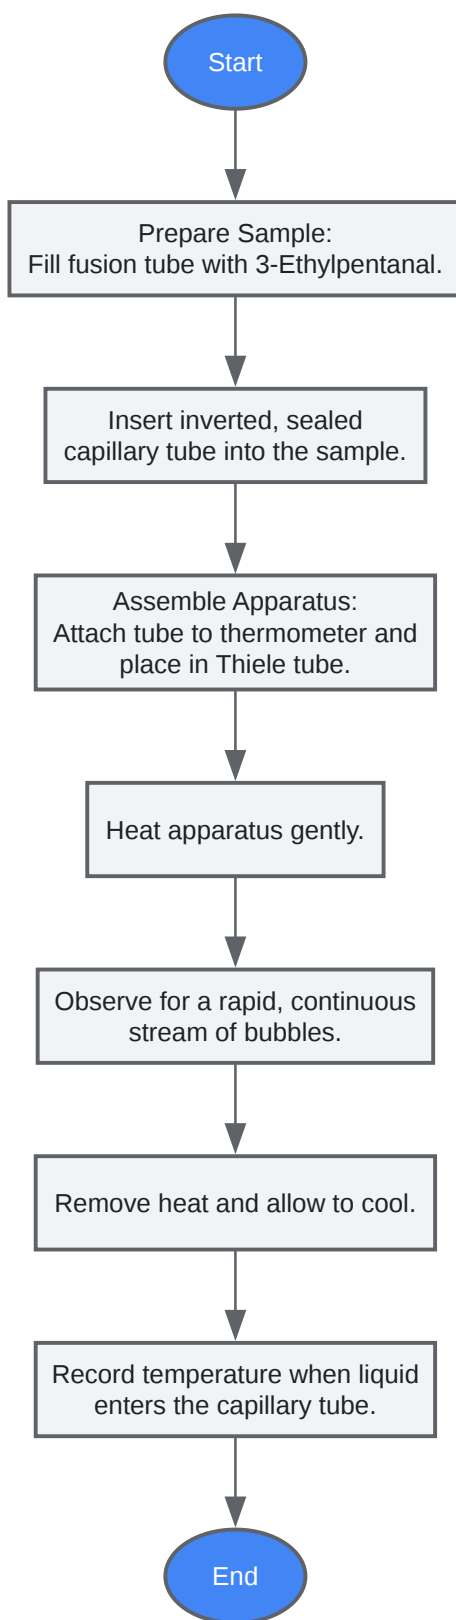 Start
Prepare Sample:
Fill fusion tube with 3-Ethylpentanal.
Insert inverted, sealed
capillary tube into the sample.
Assemble Apparatus:
Attach tube to thermometer and
place in Thiele tube.
Heat apparatus gently.
Observe for a rapid, continuous
stream of bubbles.
Remove heat and allow to cool.
Record temperature when liquid
enters the capillary tube.
End